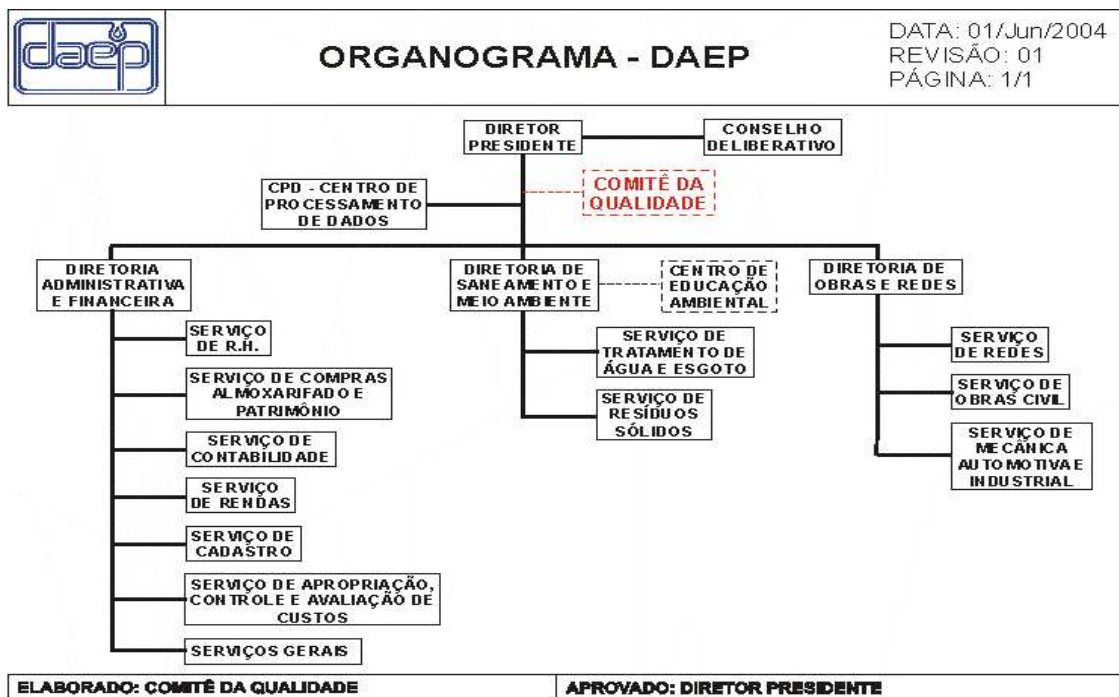 daep
ORGANOGRAMA - DAEP
DATA: 01/Jun/2004
REVISÃO: 01
PÁGINA: 1/1
DIRETOR
PRESIDENTE
CONSELHO
DELIBERATIVO
COMITÊ DA
QUALIDADE
CPD - CENTRO DE
PROCESSAMENTO
DE DADOS
DIRETORIA
ADMINISTRATIVA
E FINANCEIRA
SERVIÇO
DE R.H.
SERVIÇO DE COMPRAS
ALMOXARIFADO E
PATRIMÔNIO
SERVIÇO DE
CONTABILIDADE
SERVIÇO
DE RENDAS
SERVIÇO DE
CADASTRO
SERVIÇO DE APROPRIAÇÃO,
CONTROLE E AVALIAÇÃO DE
CUSTOS
SERVIÇOS GERAIS
DIRETORIA DE
SANEAMENTO E
MEIO AMBIENTE
CENTRO DE
EDUCAÇÃO
AMBIENTAL
SERVIÇO DE
TRATAMENTO DE
ÁGUA E ESGOTO
SERVIÇO DE
RESÍDUOS
SÓLIDOS
DIRETORIA DE
OBRAS E REDES
SERVIÇO
DE REDES
SERVIÇO DE
OBRAS CIVIL
SERVIÇO DE
MECÂNICA
AUTOMOTIVA E
INDUSTRIAL
ELABORADO: COMITÊ DA QUALIDADE
APROVADO: DIRETOR PRESIDENTE